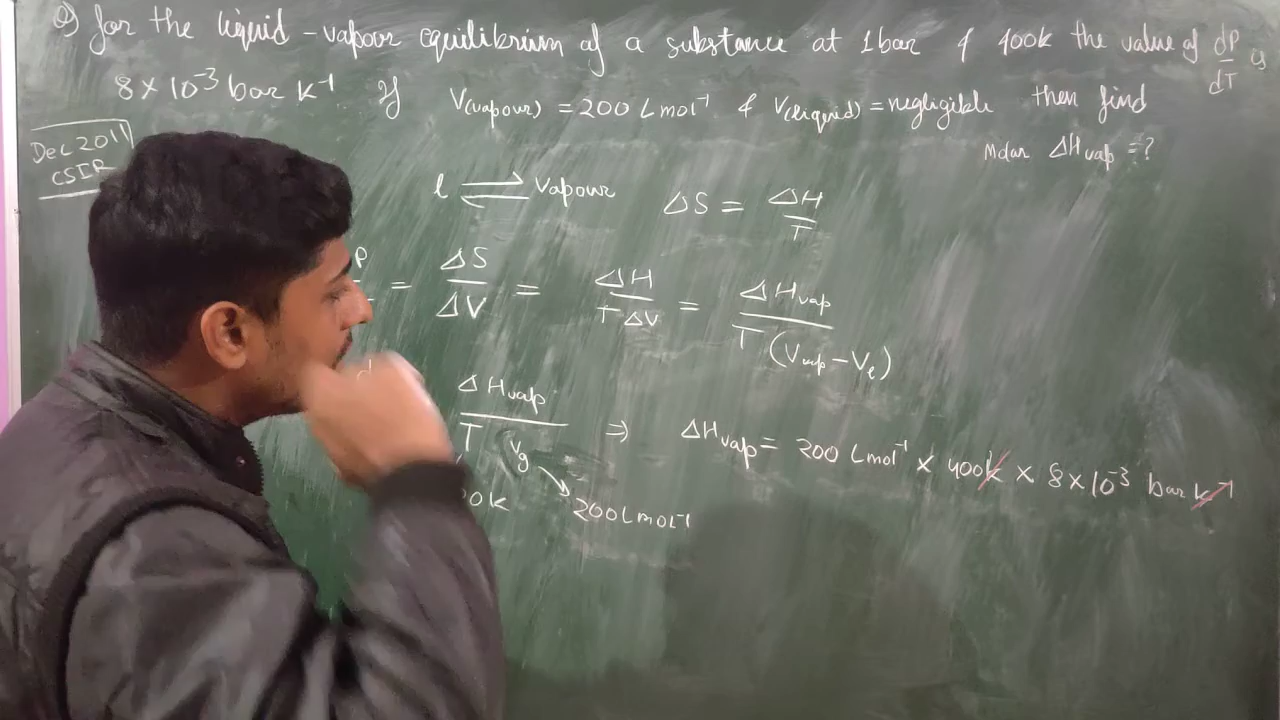 Q) for the liquid - vapour equilibrium of a substance at 1bar & 400k the value of dP/dT is
8 × 10⁻³ bar K⁻¹ If V(vapour) = 200 L mol⁻¹ & V(liquid) = negligible then find
Molar ΔHvap = ?
Dec 2011
CSIR
l ⇌ Vapour ΔS = ΔH/T
P = ΔS/ΔV = ΔH/TΔV = ΔHvap/T(Vvap - Vl)
d ΔHvap/T Vg ⇒ ΔHvap = 200 L mol⁻¹ × 400k × 8×10⁻³ bar k⁻¹
0k 200 L mol⁻¹